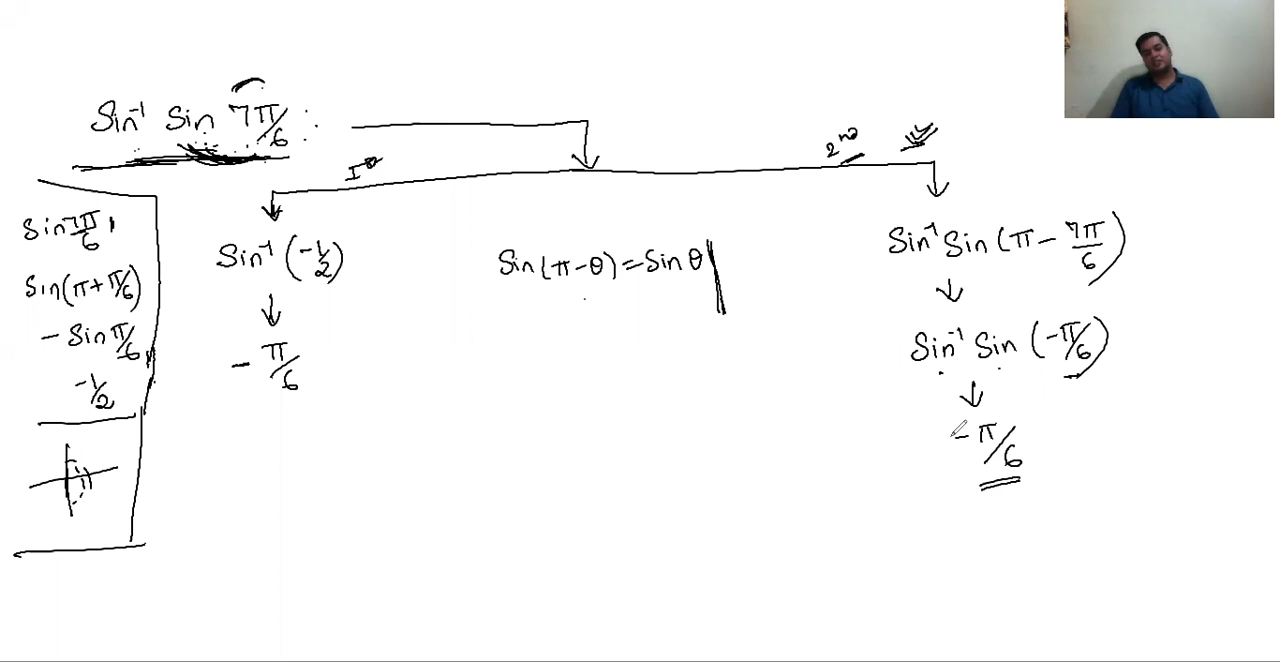 Sin⁻¹ Sin 7π/6
Sin 7π/6
Sin(π + π/6)
- Sin π/6
-1/2
Sin⁻¹ (-1/2)
- π/6
Sin(π - θ) = Sin θ
2nd
Sin⁻¹ Sin (π - 7π/6)
Sin⁻¹ Sin (-π/6)
- π/6